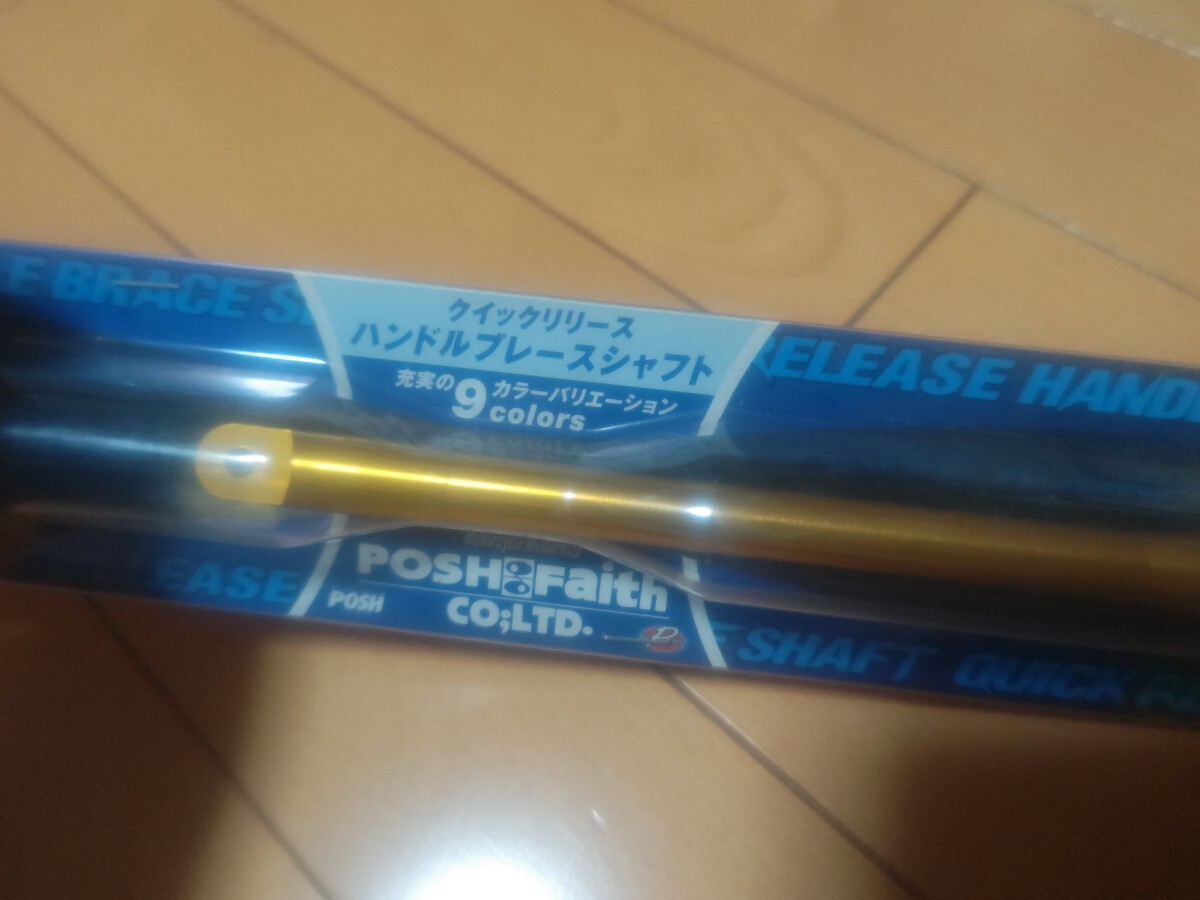 E BRACE S
クイックリリース
ハンドルブレースシャフト
充実の9カラーバリエーション
colors
RELEASE HAND
EASE
POSH Faith
POSH
CO;LTD.
E SHAFT QUICK R